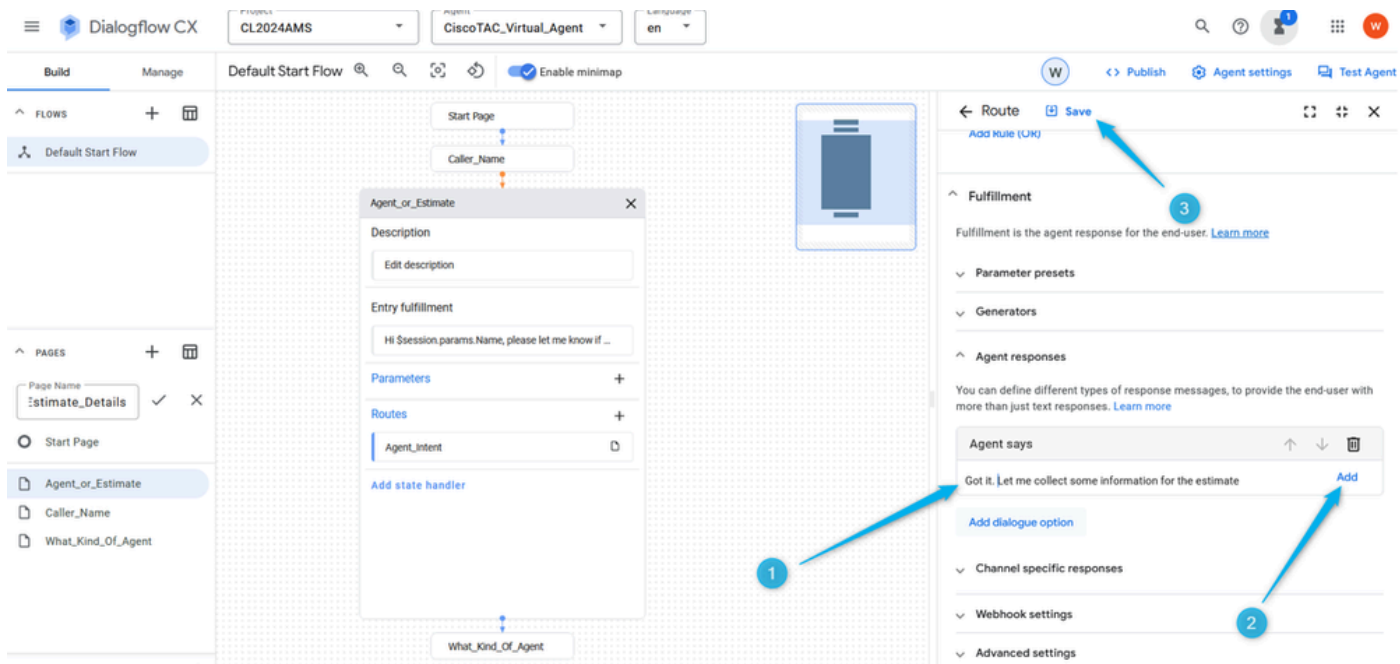 Project
Agent
Language
Dialogflow CX
CL2024AMS
CiscoTAC_Virtual_Agent
en
1
W
Build
Manage
Default Start Flow
Enable minimap
W
<> Publish
Agent settings
Test Agent
FLOWS
Default Start Flow
PAGES
Page Name
Estimate_Details
Start Page
Agent_or_Estimate
Caller_Name
What_Kind_Of_Agent
Start Page
Caller_Name
Agent_or_Estimate
Description
Edit description
Entry fulfillment
Hi $session.params.Name, please let me know if ...
Parameters
Routes
Agent_Intent
Add state handler
What_Kind_Of_Agent
Route
Save
Add Rule (OR)
3
Fulfillment
Fulfillment is the agent response for the end-user. Learn more
Parameter presets
Generators
Agent responses
You can define different types of response messages, to provide the end-user with
more than just text responses. Learn more
Agent says
Got it. Let me collect some information for the estimate
Add
Add dialogue option
1
Channel specific responses
Webhook settings
2
Advanced settings